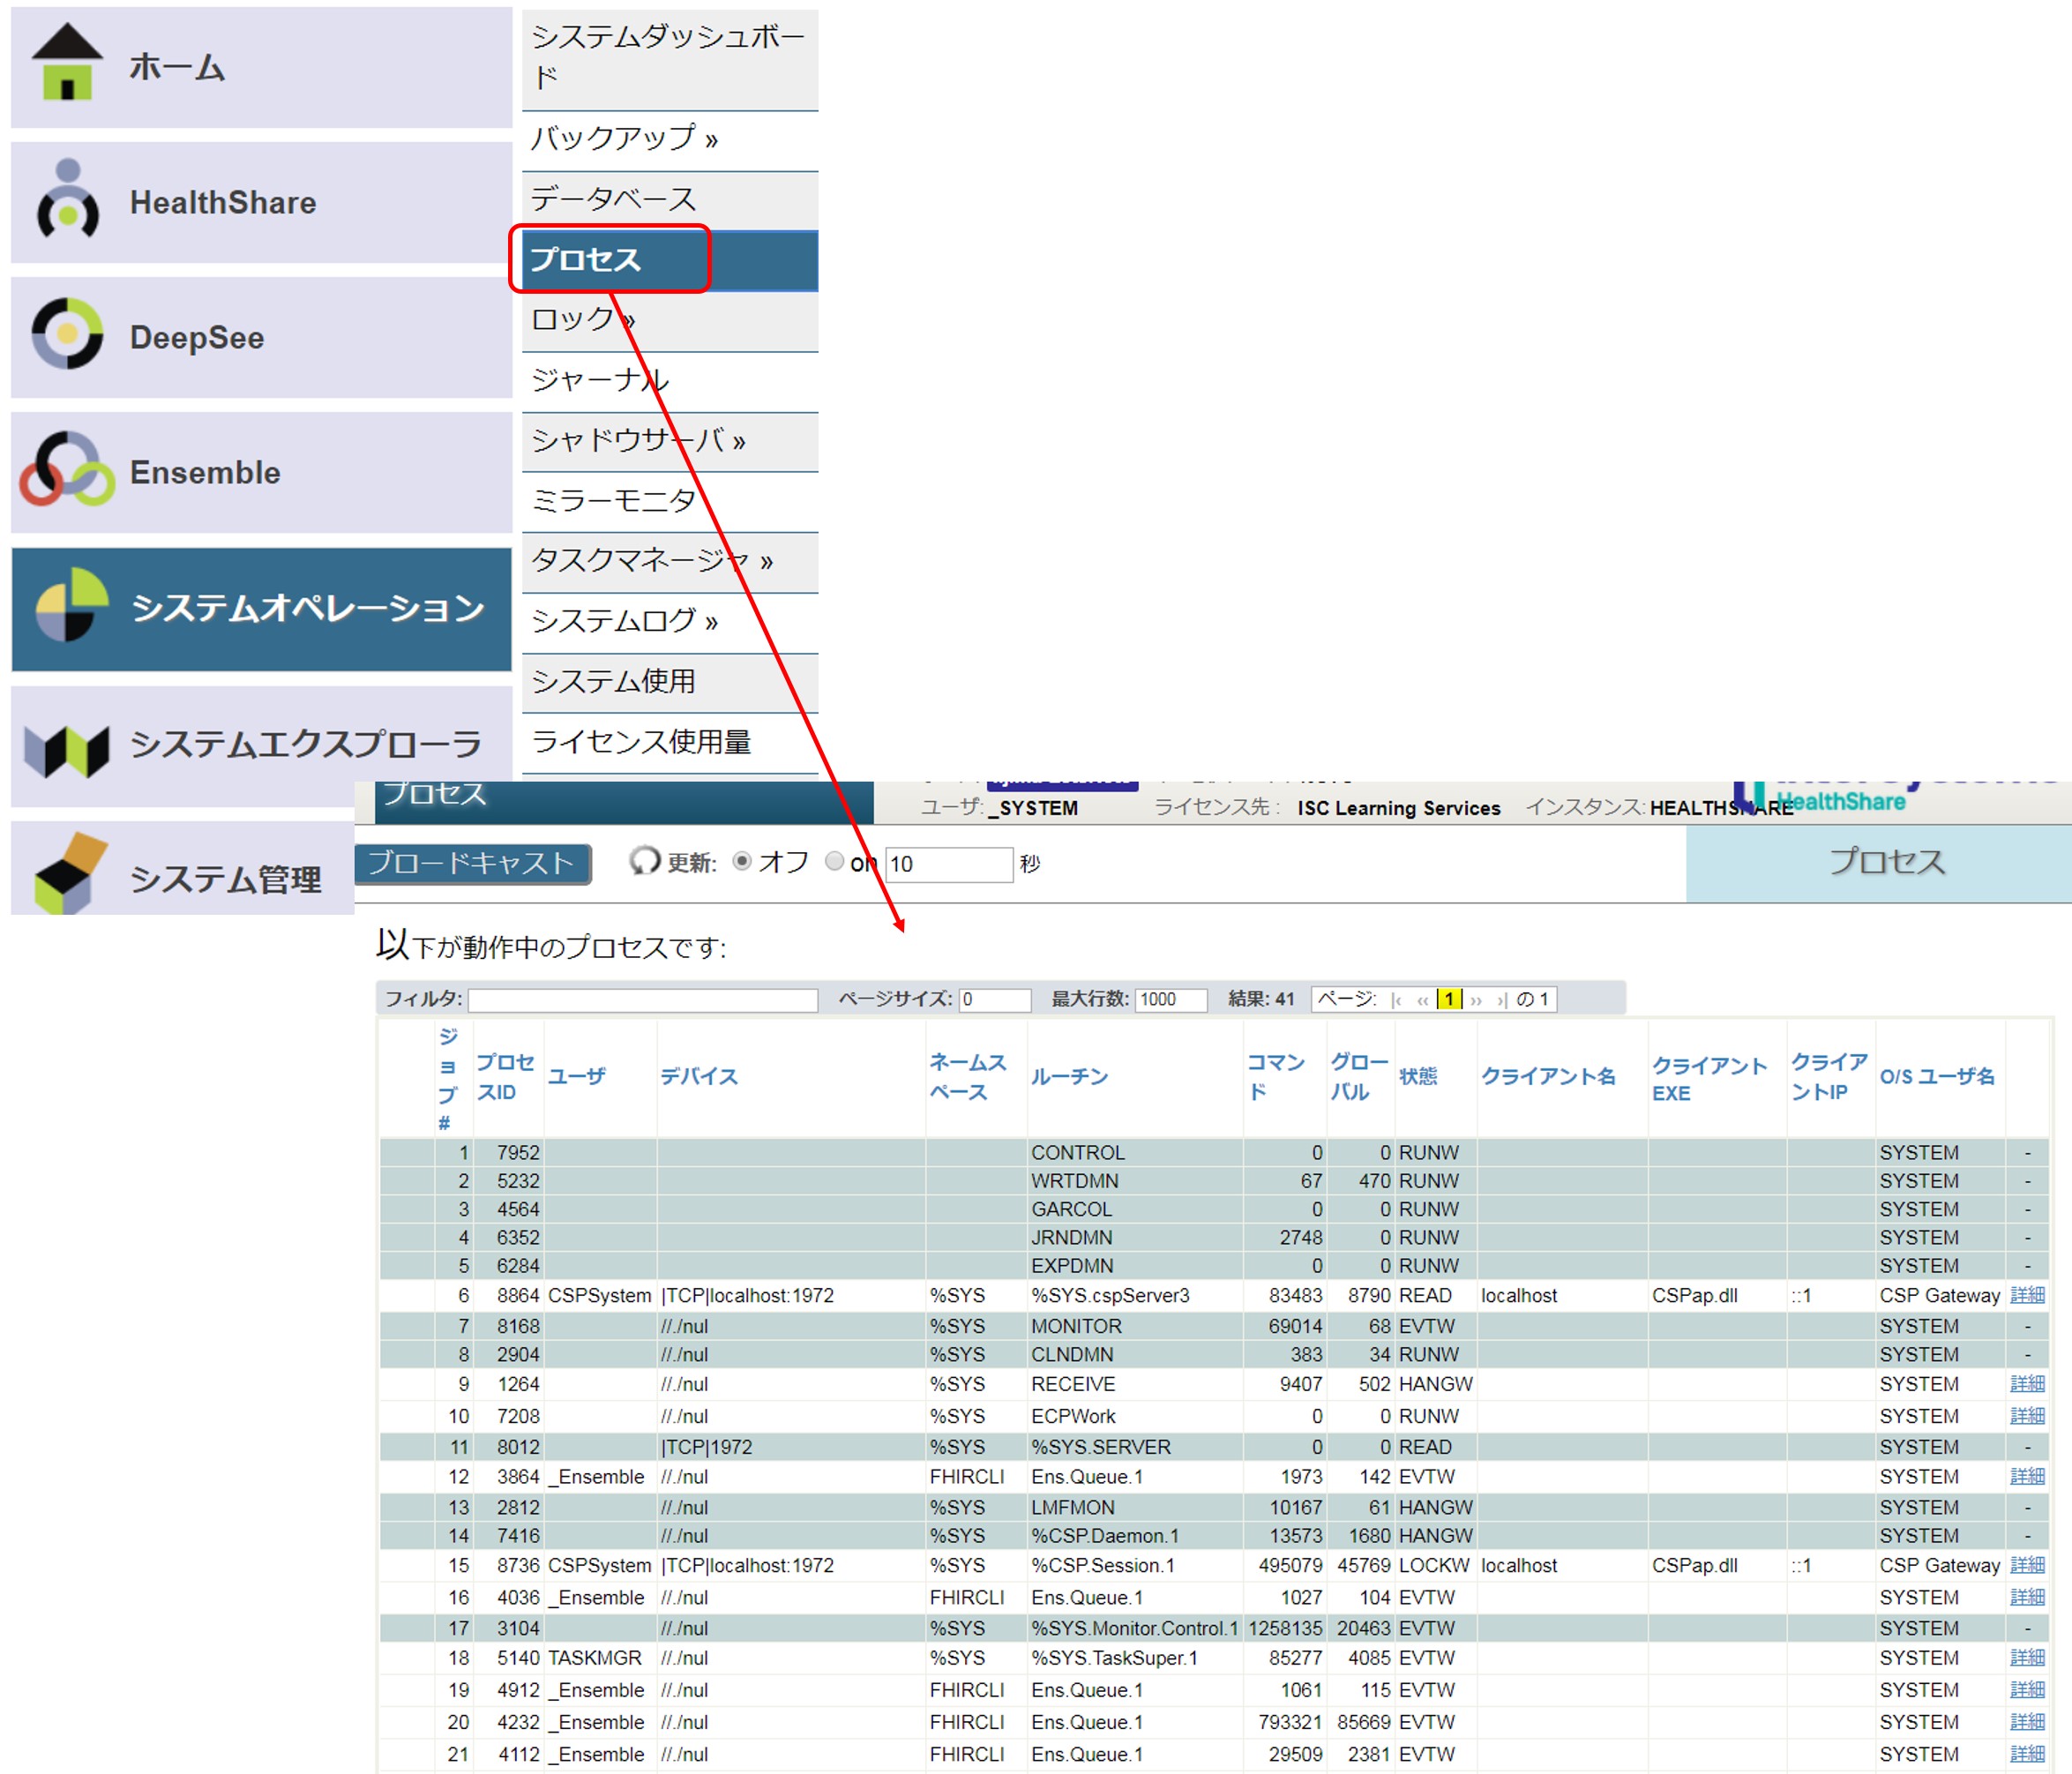 ホーム
HealthShare
DeepSee
Ensemble
システムオペレーション
システムエクスプローラ
システム管理
システムダッシュボー
ド
バックアップ »
データベース
プロセス
ロック »
ジャーナル
シャドウサーバ »
ミラーモニタ
タスクマネージャ »
システムログ »
システム使用
ライセンス使用量
プロセス
ユーザ: _SYSTEM ライセンス先 : ISC Learning Services インスタンス: HEALTHSHARE
HealthShare
ブロードキャスト 更新: オフ on 10 秒
プロセス
以下が動作中のプロセスです:
フィルタ: ページサイズ: 0 最大行数: 1000 結果: 41 ページ: |‹ ‹‹ 1 ›› ›| の 1
ジョブ# プロセスID ユーザ デバイス ネームスペース ルーチン コマンド グローバル 状態 クライアント名 クライアントEXE クライアントIP O/S ユーザ名
1 7952 CONTROL 0 0 RUNW SYSTEM -
2 5232 WRTDMN 67 470 RUNW SYSTEM -
3 4564 GARCOL 0 0 RUNW SYSTEM -
4 6352 JRNDMN 2748 0 RUNW SYSTEM -
5 6284 EXPDMN 0 0 RUNW SYSTEM -
6 8864 CSPSystem |TCP|localhost:1972 %SYS %SYS.cspServer3 83483 8790 READ localhost CSPap.dll ::1 CSP Gateway 詳細
7 8168 //./nul %SYS MONITOR 69014 68 EVTW SYSTEM -
8 2904 //./nul %SYS CLNDMN 383 34 RUNW SYSTEM -
9 1264 //./nul %SYS RECEIVE 9407 502 HANGW SYSTEM 詳細
10 7208 //./nul %SYS ECPWork 0 0 RUNW SYSTEM 詳細
11 8012 |TCP|1972 %SYS %SYS.SERVER 0 0 READ SYSTEM -
12 3864 _Ensemble //./nul FHIRCLI Ens.Queue.1 1973 142 EVTW SYSTEM 詳細
13 2812 //./nul %SYS LMFMON 10167 61 HANGW SYSTEM -
14 7416 //./nul %SYS %CSP.Daemon.1 13573 1680 HANGW SYSTEM -
15 8736 CSPSystem |TCP|localhost:1972 %SYS %CSP.Session.1 495079 45769 LOCKW localhost CSPap.dll ::1 CSP Gateway 詳細
16 4036 _Ensemble //./nul FHIRCLI Ens.Queue.1 1027 104 EVTW SYSTEM 詳細
17 3104 //./nul %SYS %SYS.Monitor.Control.1 1258135 20463 EVTW SYSTEM -
18 5140 TASKMGR //./nul %SYS %SYS.TaskSuper.1 85277 4085 EVTW SYSTEM 詳細
19 4912 _Ensemble //./nul FHIRCLI Ens.Queue.1 1061 115 EVTW SYSTEM 詳細
20 4232 _Ensemble //./nul FHIRCLI Ens.Queue.1 793321 85669 EVTW SYSTEM 詳細
21 4112 _Ensemble //./nul FHIRCLI Ens.Queue.1 29509 2381 EVTW SYSTEM 詳細